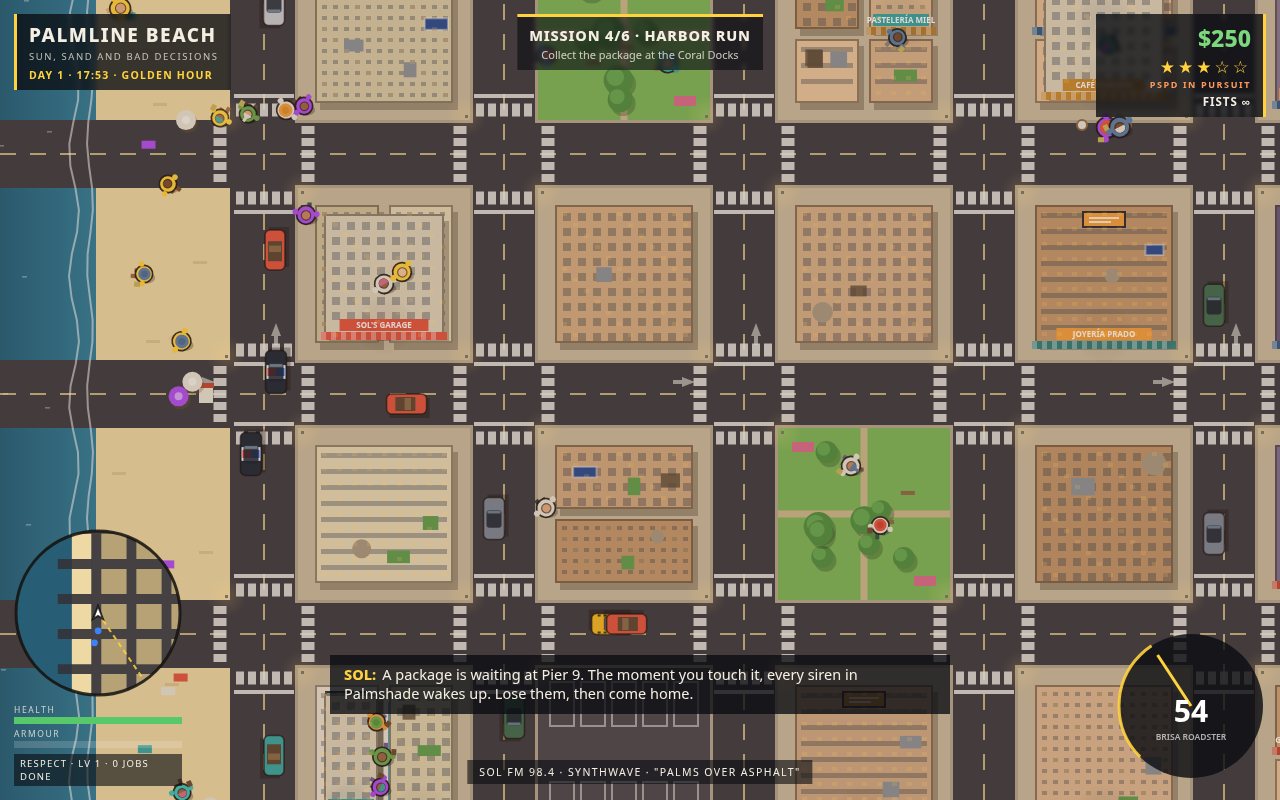 PALMLINE BEACH
SUN, SAND AND BAD DECISIONS
DAY 1 · 17:53 · GOLDEN HOUR
MISSION 4/6 · HARBOR RUN
Collect the package at the Coral Docks
PASTELERÍA MIEL
$250
★★★☆☆
PSPD IN PURSUIT
FISTS ∞
CAFÉ
SOL'S GARAGE
JOYERÍA PRADO
SOL: A package is waiting at Pier 9. The moment you touch it, every siren in
Palmshade wakes up. Lose them, then come home.
54
BRISA ROADSTER
HEALTH
ARMOUR
RESPECT · LV 1 · 0 JOBS
DONE
SOL FM 98.4 · SYNTHWAVE · "PALMS OVER ASPHALT"